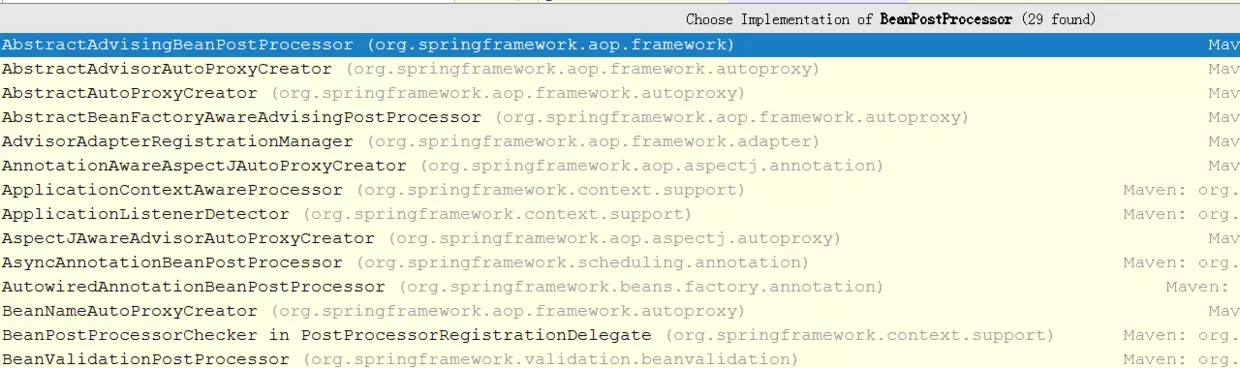 Choose Implementation of BeanPostProcessor (29 found)
AbstractAdvisingBeanPostProcessor (org.springframework.aop.framework) Mav
AbstractAdvisorAutoProxyCreator (org.springframework.aop.framework.autoproxy) Mav
AbstractAutoProxyCreator (org.springframework.aop.framework.autoproxy) Mav
AbstractBeanFactoryAwareAdvisingPostProcessor (org.springframework.aop.framework.autoproxy) Mav
AdvisorAdapterRegistrationManager (org.springframework.aop.framework.adapter) Mav
AnnotationAwareAspectJAutoProxyCreator (org.springframework.aop.aspectj.annotation) Mav
ApplicationContextAwareProcessor (org.springframework.context.support) Maven: org.
ApplicationListenerDetector (org.springframework.context.support) Maven: org.
AspectJAwareAdvisorAutoProxyCreator (org.springframework.aop.aspectj.autoproxy) Mav
AsyncAnnotationBeanPostProcessor (org.springframework.scheduling.annotation) Maven: org.
AutowiredAnnotationBeanPostProcessor (org.springframework.beans.factory.annotation) Maven:
BeanNameAutoProxyCreator (org.springframework.aop.framework.autoproxy) Mav
BeanPostProcessorChecker in PostProcessorRegistrationDelegate (org.springframework.context.support) Maven: org.
BeanValidationPostProcessor (org.springframework.validation.beanvalidation) Maven: org.